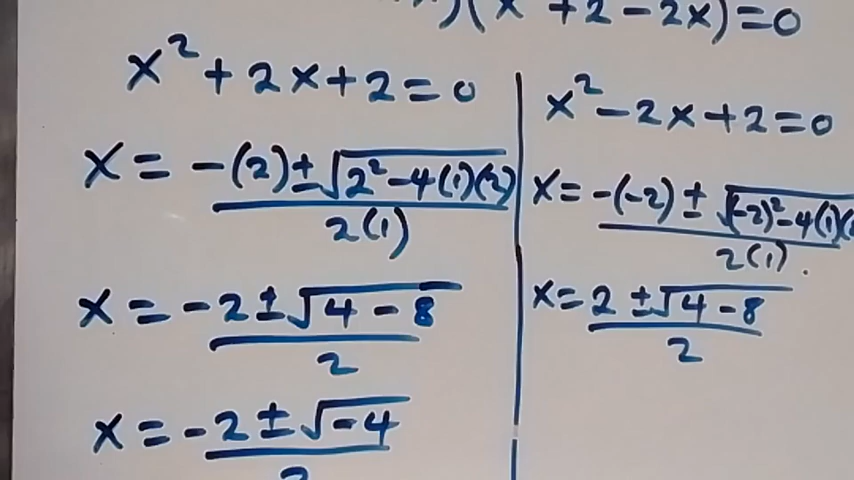 )(x +2-2x)=0
x²+2x+2=0
x = -(2)±√2²-4(1)(2)
2(1)
x = -2±√4-8
2
x = -2±√-4
2
x²-2x+2=0
x= -(-2)±√(-2)²-4(1)(
2(1).
x= 2±√4-8
2